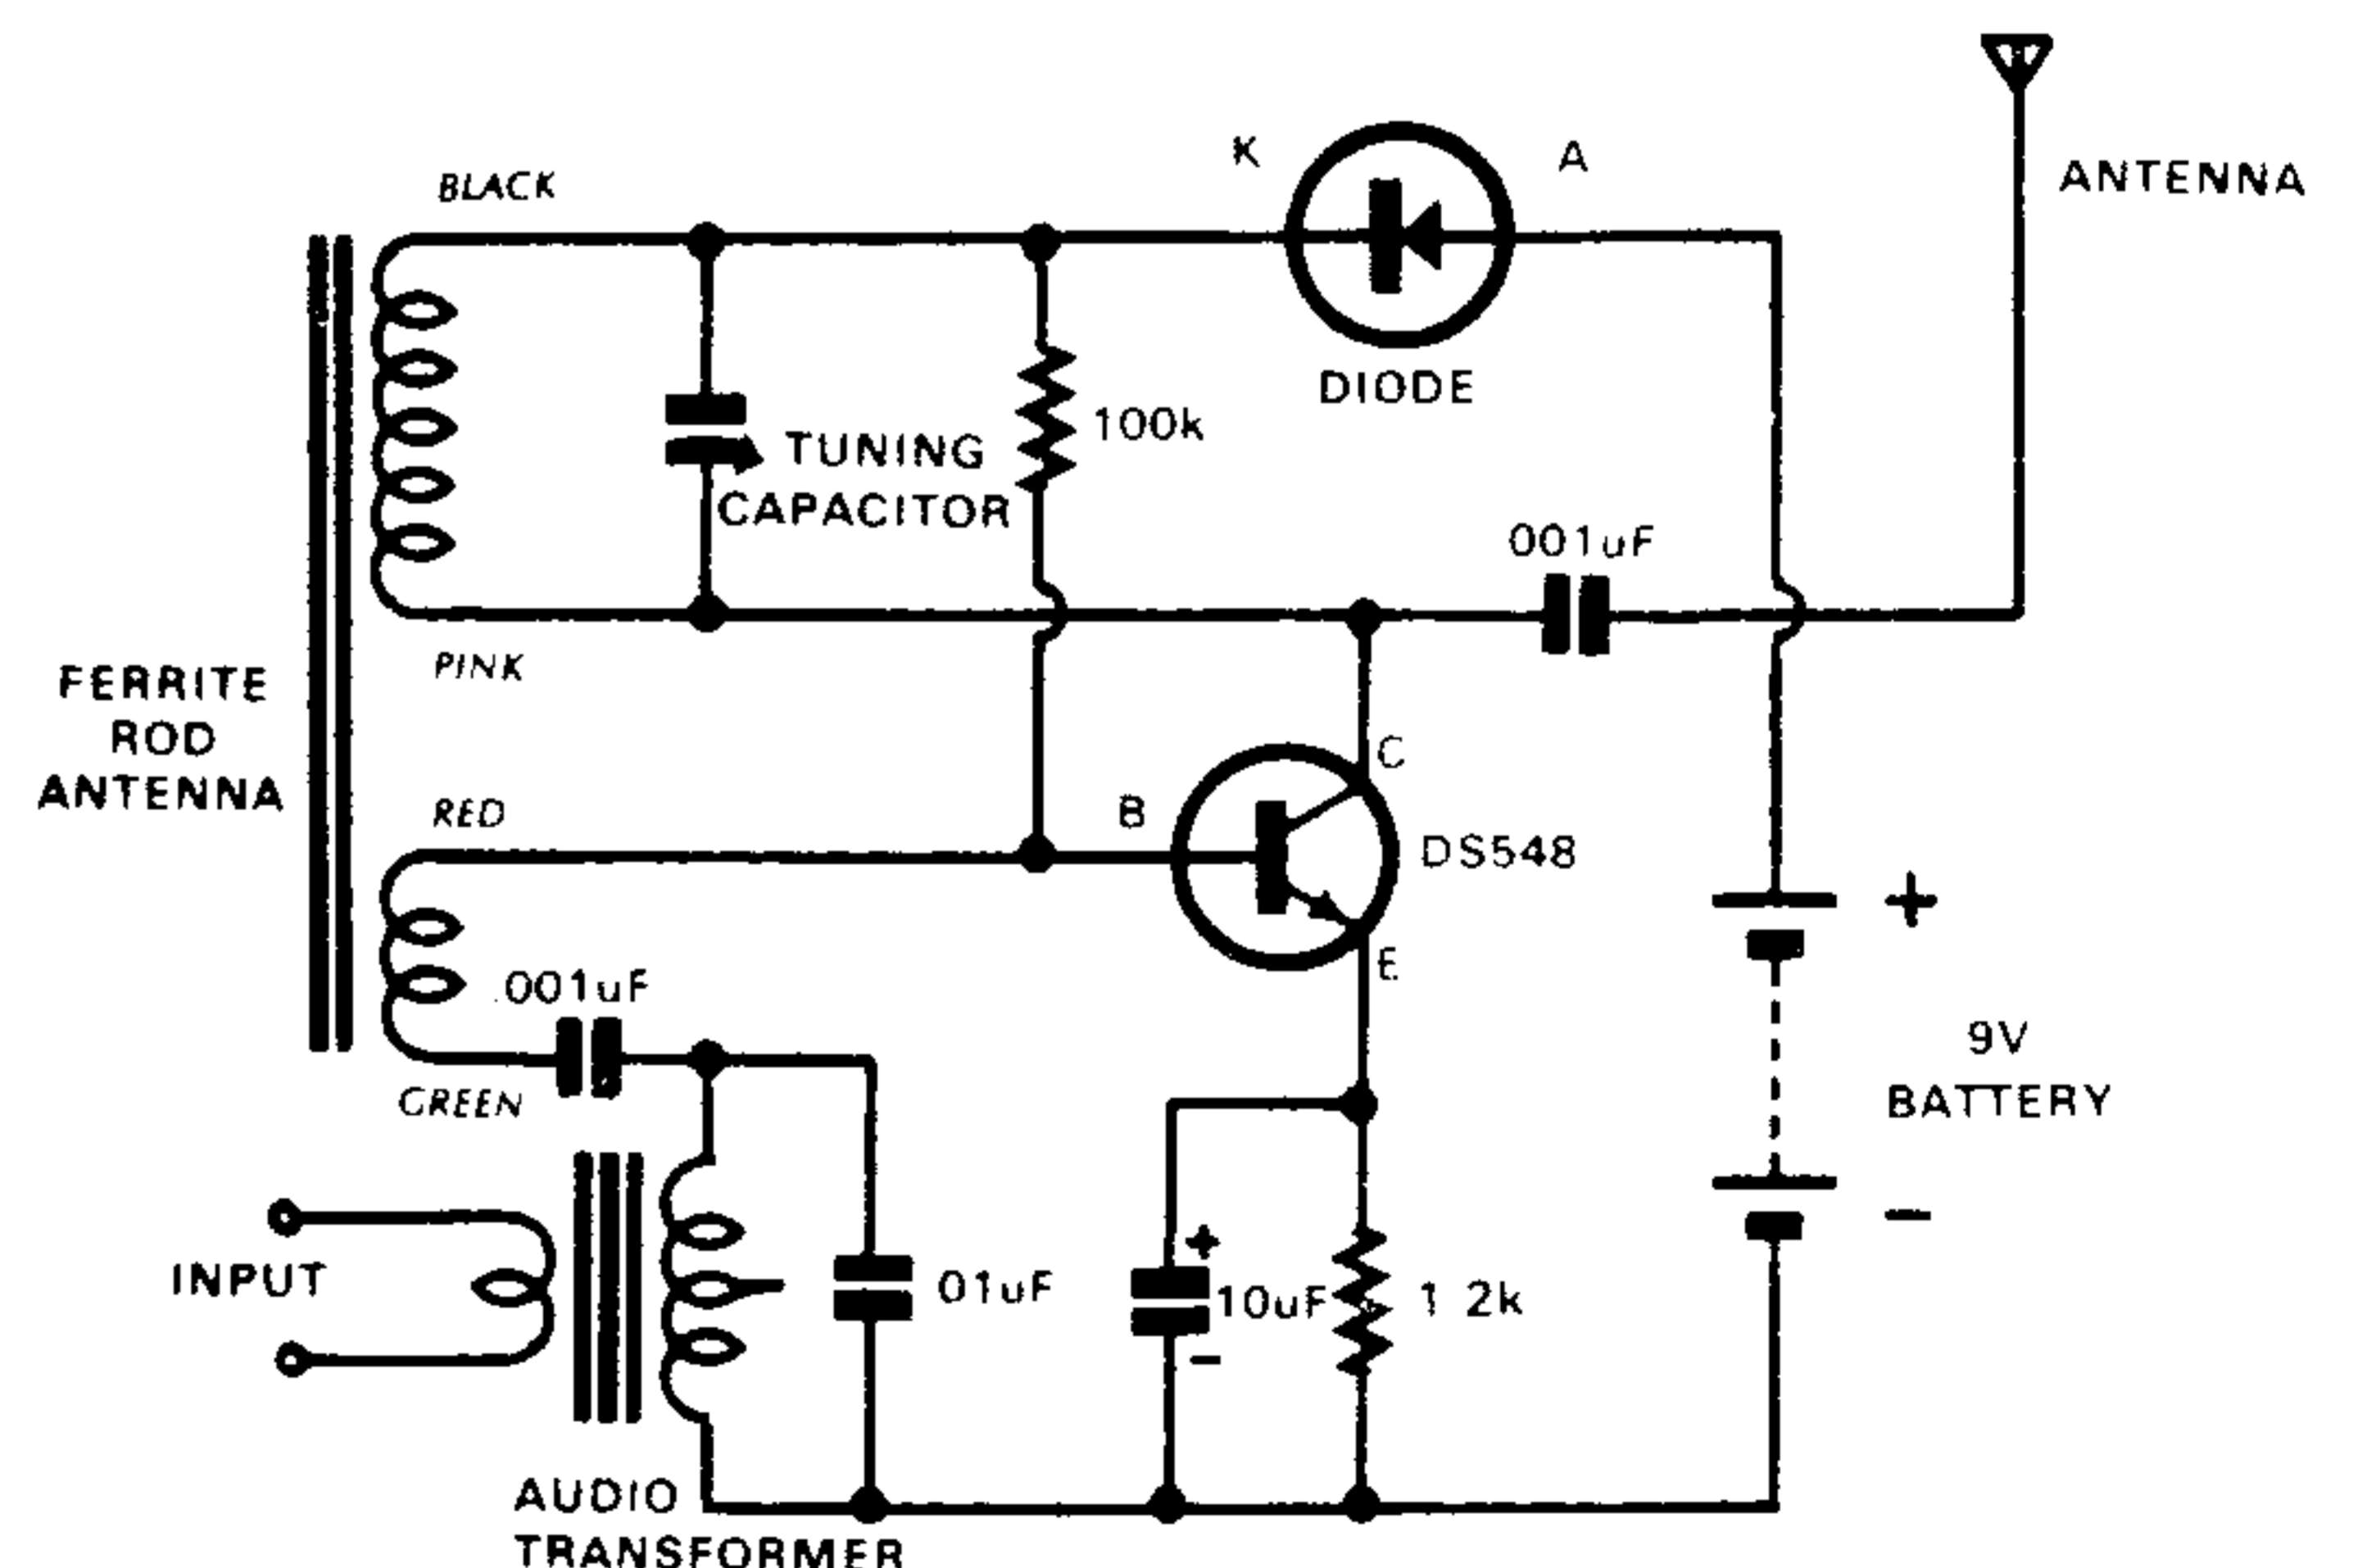 K
A
BLACK
ANTENNA
DIODE
100k
TUNING
CAPACITOR
001uF
PINK
FERRITE
ROD
ANTENNA
C
RED
B
DS548
+
E
.001uF
9V
BATTERY
GREEN
+
-
INPUT
01uF
10uF
1 2k
-
AUDIO
TRANSFORMER